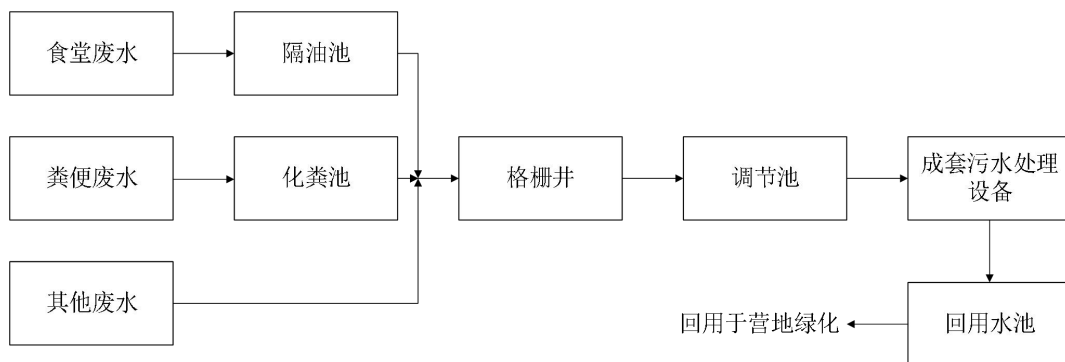 食堂废水
隔油池
粪便废水
化粪池
格栅井
调节池
成套污水处理
设备
其他废水
回用于营地绿化
回用水池